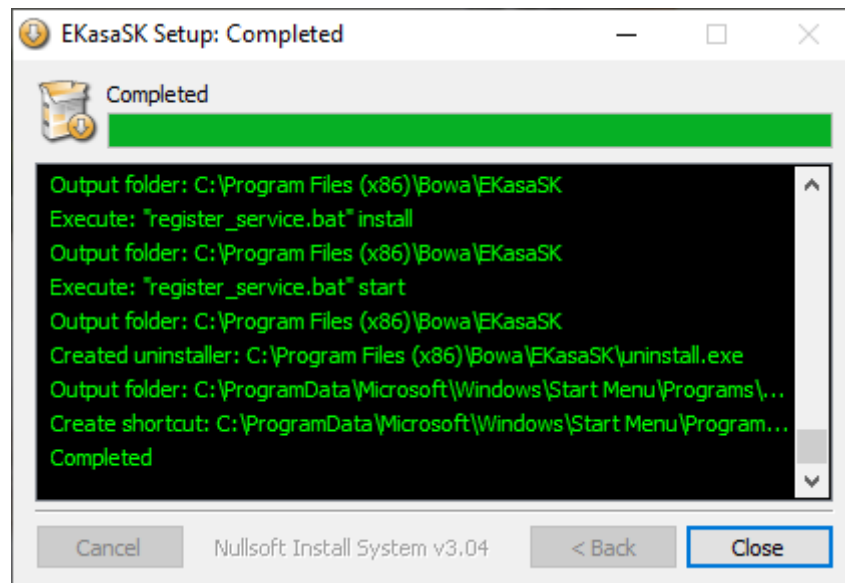 EKasaSK Setup: Completed
Completed
Output folder: C:\Program Files (x86)\Bowa\EKasaSK
Execute: "register_service.bat" install
Output folder: C:\Program Files (x86)\Bowa\EKasaSK
Execute: "register_service.bat" start
Output folder: C:\Program Files (x86)\Bowa\EKasaSK
Created uninstaller: C:\Program Files (x86)\Bowa\EKasaSK\uninstall.exe
Output folder: C:\ProgramData\Microsoft\Windows\Start Menu\Programs\...
Create shortcut: C:\ProgramData\Microsoft\Windows\Start Menu\Program...
Completed
Cancel Nullsoft Install System v3.04 < Back Close